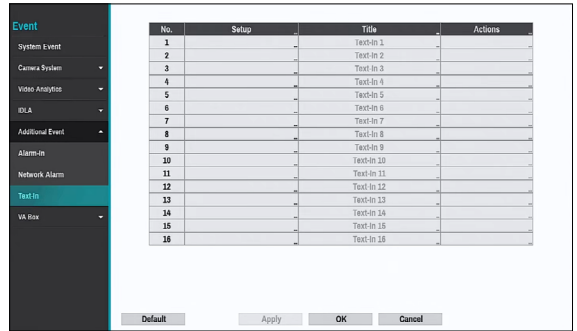 Event
System Event
Camera System
Video Analytics
IDLA
Additional Event
Alarm-In
Network Alarm
Text-In
VA Box
No. Setup ... Title ... Actions ...
1 ... Text-In 1 ... ...
2 ... Text-In 2 ... ...
3 ... Text-In 3 ... ...
4 ... Text-In 4 ... ...
5 ... Text-In 5 ... ...
6 ... Text-In 6 ... ...
7 ... Text-In 7 ... ...
8 ... Text-In 8 ... ...
9 ... Text-In 9 ... ...
10 ... Text-In 10 ... ...
11 ... Text-In 11 ... ...
12 ... Text-In 12 ... ...
13 ... Text-In 13 ... ...
14 ... Text-In 14 ... ...
15 ... Text-In 15 ... ...
16 ... Text-In 16 ... ...
Default Apply OK Cancel